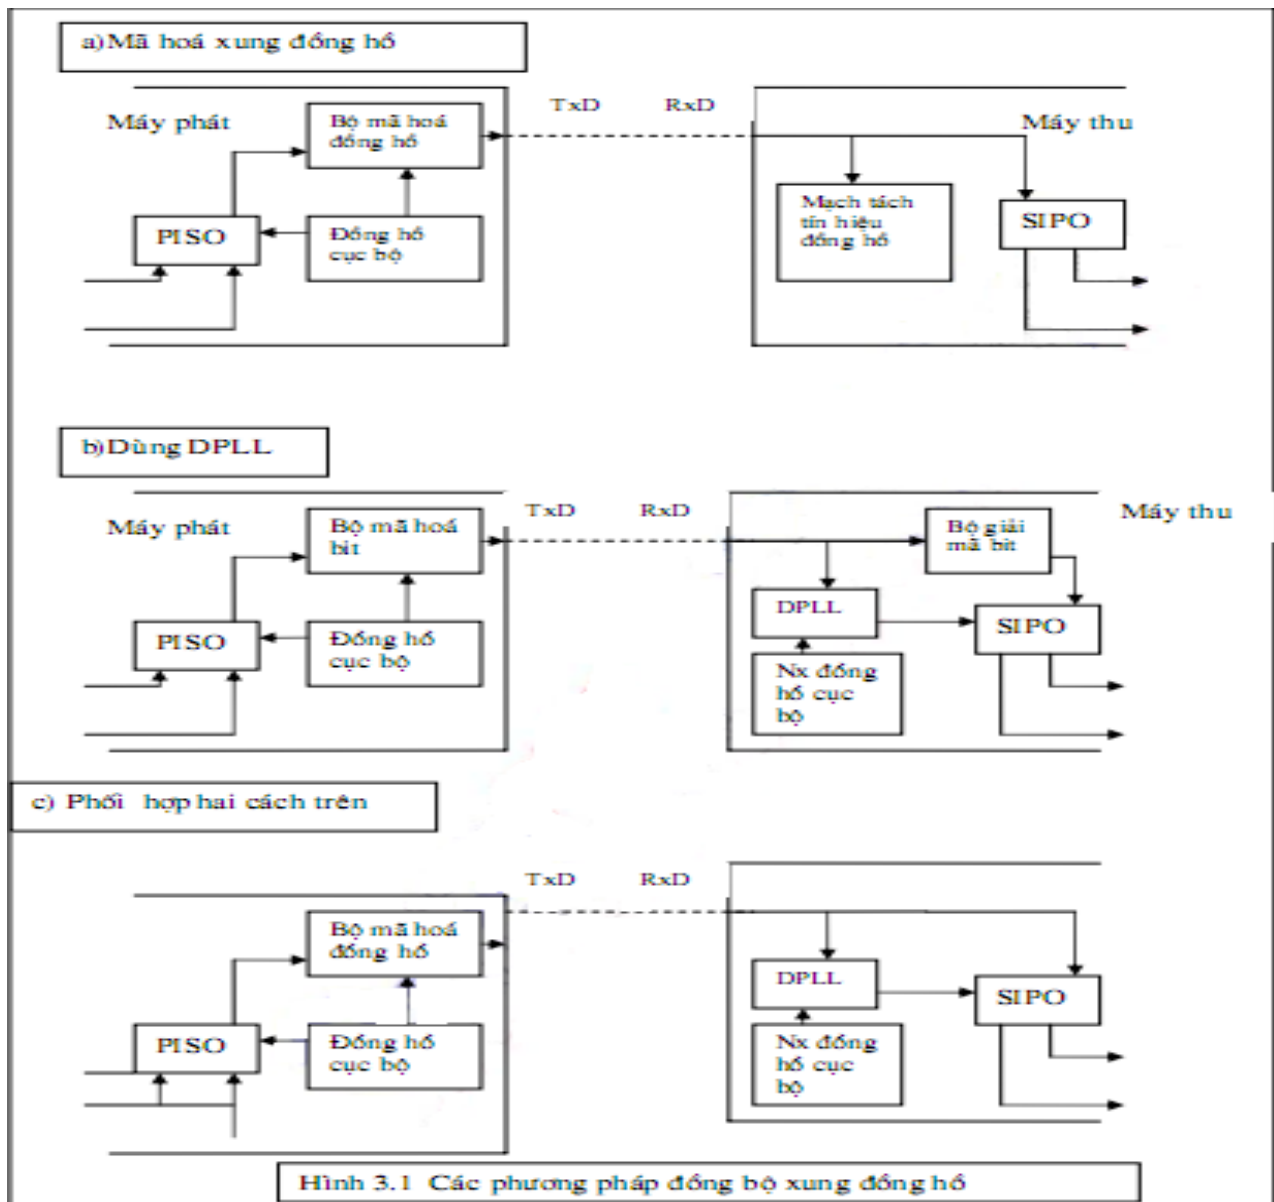 a)Mã hoá xung đồng hồ
TxD RxD
Máy phát
Bộ mã hoá
đồng hồ
Máy thu
PISO
Đồng hồ
cục bộ
Mạch tách
tín hiệu
đồng hồ
SIPO
b)Dùng DPLL
TxD RxD
Máy phát
Bộ mã hoá
bit
Bộ giải
mã bit
Máy thu
PISO
Đồng hồ
cục bộ
DPLL
SIPO
Nx đồng
hồ cục
bộ
c) Phối hợp hai cách trên
TxD RxD
Bộ mã hoá
đồng hồ
PISO
Đồng hồ
cục bộ
DPLL
SIPO
Nx đồng
hồ cục
bộ
Hình 3.1 Các phương pháp đồng bộ xung đồng hồ